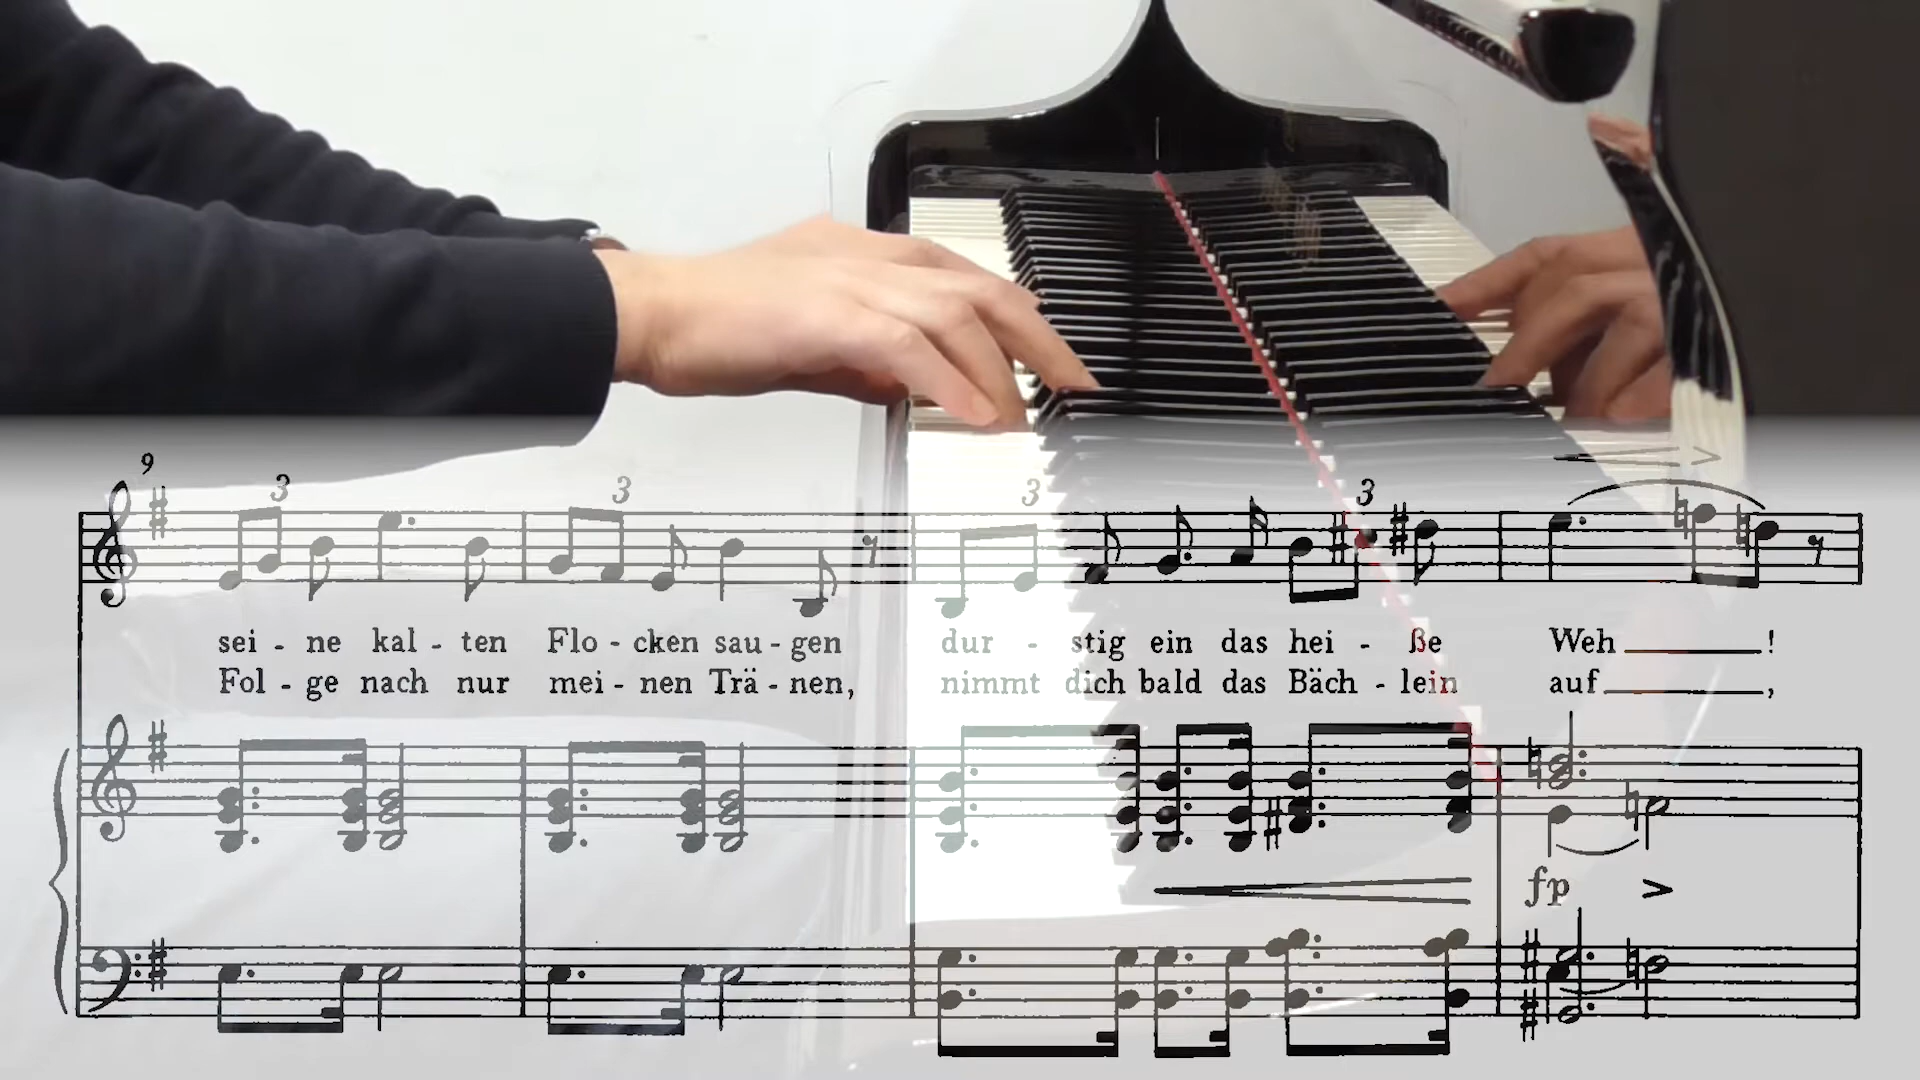 9
3 3 3 3
sei - ne kal - ten Flo - cken sau - gen dur - stig ein das hei - ße Weh !
Fol - ge nach nur mei - nen Trä - nen, nimmt dich bald das Bäch - lein auf ,
fp >